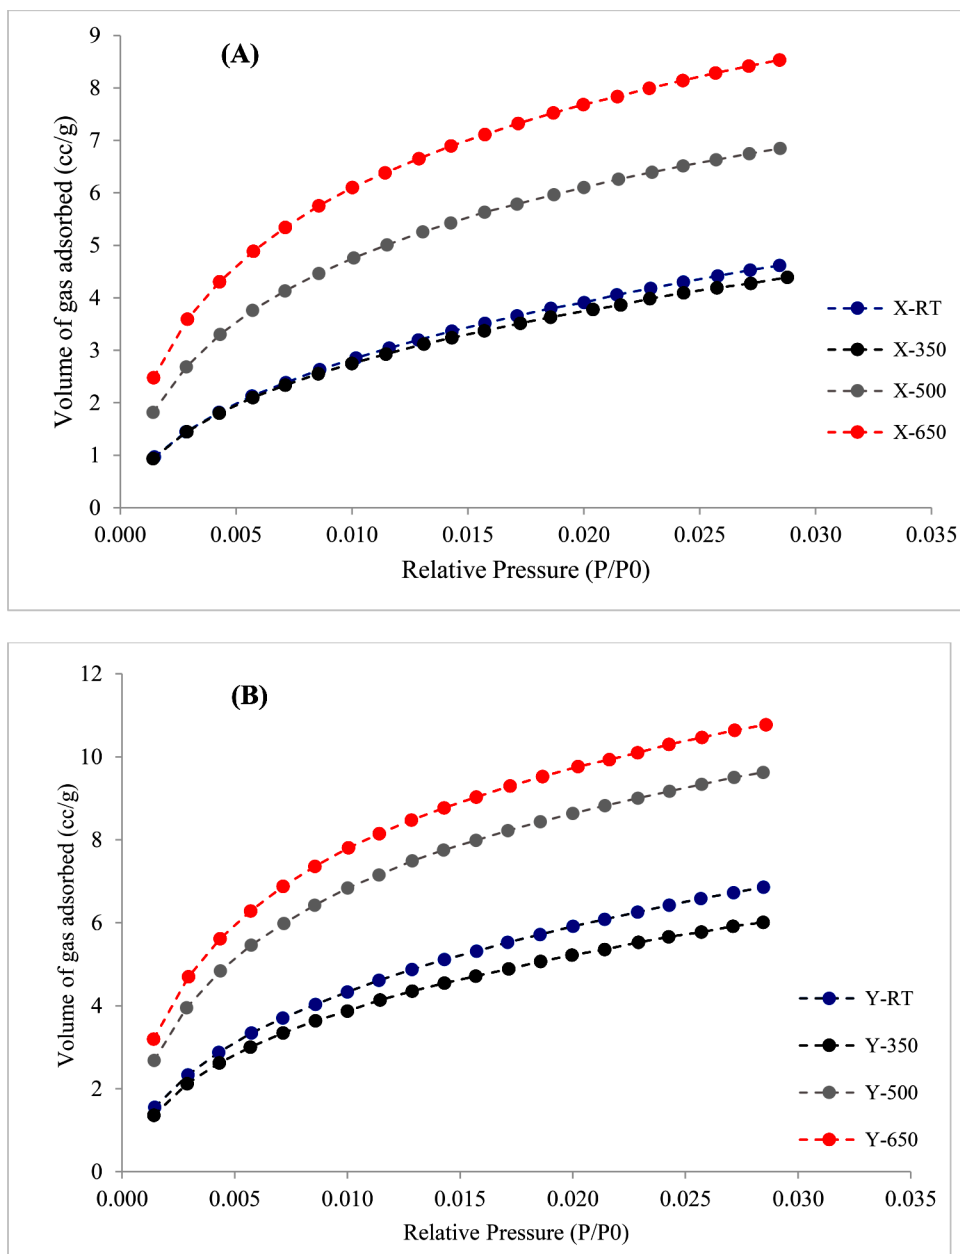 (A)
9
8
7
6
5
4
3
2
1
0
Volume of gas adsorbed (cc/g)
X-RT
X-350
X-500
X-650
0.000 0.005 0.010 0.015 0.020 0.025 0.030 0.035
Relative Pressure (P/P0)
(B)
12
10
8
6
4
2
0
Volume of gas adsorbed (cc/g)
Y-RT
Y-350
Y-500
Y-650
0.000 0.005 0.010 0.015 0.020 0.025 0.030 0.035
Relative Pressure (P/P0)